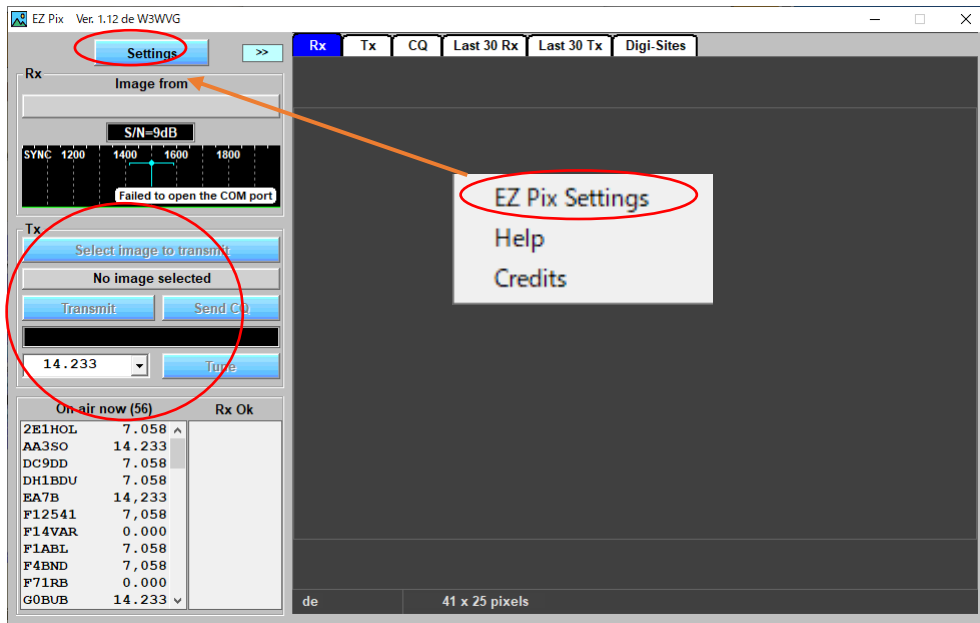 EZ Pix Ver. 1.12 de W3WVG
Settings
>>
Rx Tx CQ Last 30 Rx Last 30 Tx Digi-Sites
Rx
Image from
S/N=9dB
SYNC 1200 1400 1600 1800
Failed to open the COM port
Tx
Select image to transmit
No image selected
Transmit Send CQ
14.233 Tune
On air now (56) Rx Ok
2E1HOL 7.058
AA3SO 14.233
DC9DD 7.058
DH1BDU 7.058
EA7B 14,233
F12541 7,058
F14VAR 0.000
F1ABL 7.058
F4BND 7,058
F71RB 0.000
G0BUB 14.233
EZ Pix Settings
Help
Credits
de 41 x 25 pixels